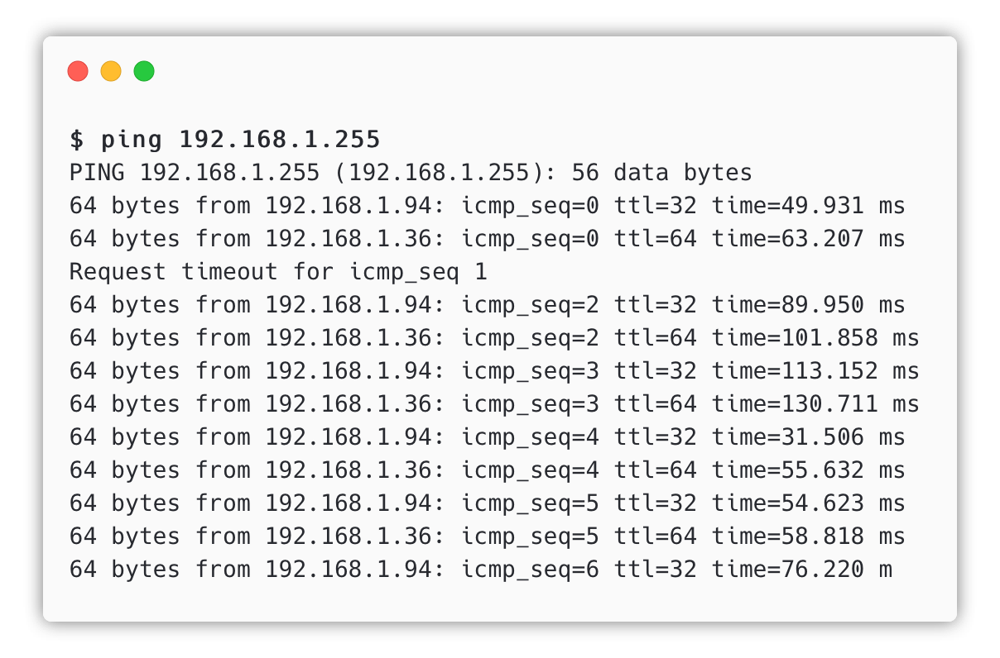 $ ping 192.168.1.255
PING 192.168.1.255 (192.168.1.255): 56 data bytes
64 bytes from 192.168.1.94: icmp_seq=0 ttl=32 time=49.931 ms
64 bytes from 192.168.1.36: icmp_seq=0 ttl=64 time=63.207 ms
Request timeout for icmp_seq 1
64 bytes from 192.168.1.94: icmp_seq=2 ttl=32 time=89.950 ms
64 bytes from 192.168.1.36: icmp_seq=2 ttl=64 time=101.858 ms
64 bytes from 192.168.1.94: icmp_seq=3 ttl=32 time=113.152 ms
64 bytes from 192.168.1.36: icmp_seq=3 ttl=64 time=130.711 ms
64 bytes from 192.168.1.94: icmp_seq=4 ttl=32 time=31.506 ms
64 bytes from 192.168.1.36: icmp_seq=4 ttl=64 time=55.632 ms
64 bytes from 192.168.1.94: icmp_seq=5 ttl=32 time=54.623 ms
64 bytes from 192.168.1.36: icmp_seq=5 ttl=64 time=58.818 ms
64 bytes from 192.168.1.94: icmp_seq=6 ttl=32 time=76.220 m